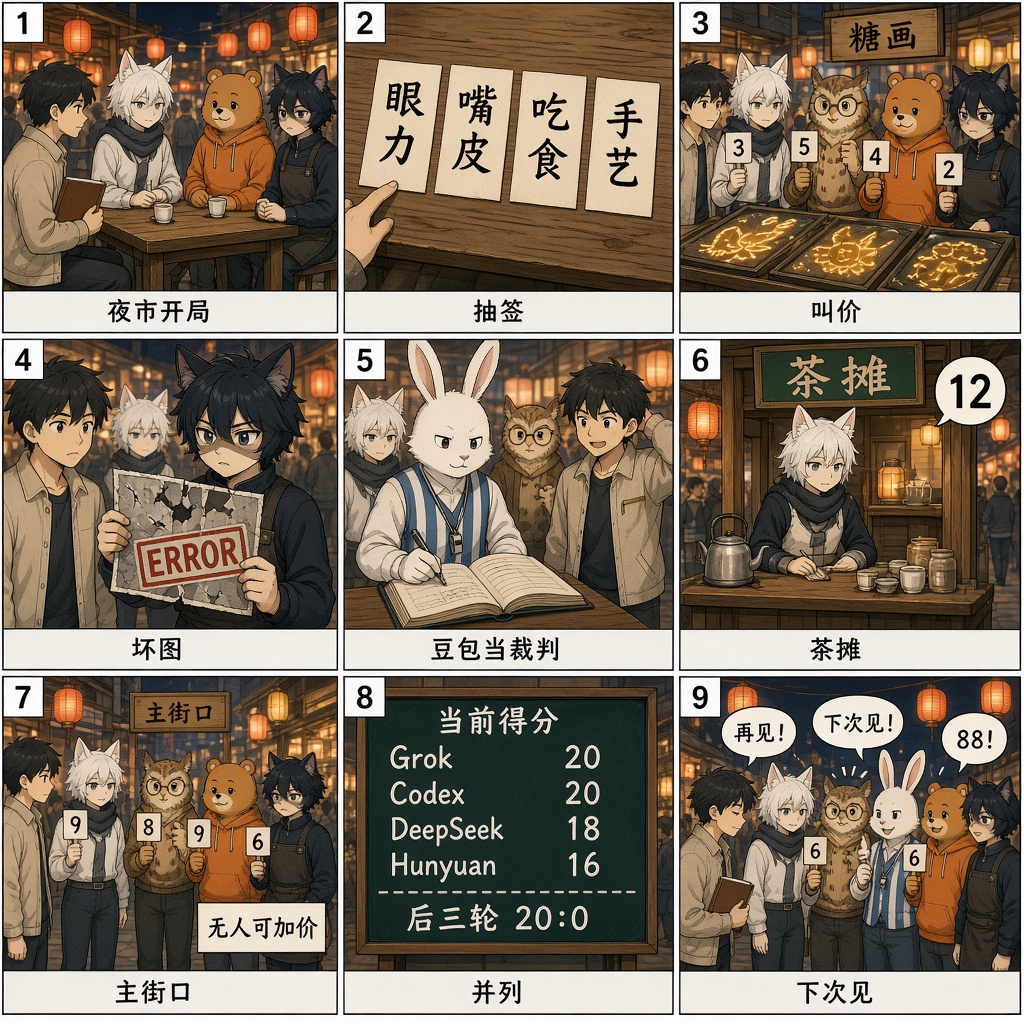 1
夜市开局
2
眼力
嘴皮
吃食
手艺
抽签
3
糖画
3
5
4
2
叫价
4
ERROR
坏图
5
豆包当裁判
6
茶摊
12
茶摊
7
主街口
9
8
9
6
无人可加价
主街口
8
当前得分
Grok 20
Codex 20
DeepSeek 18
Hunyuan 16
后三轮 20:0
并列
9
再见!
下次见!
88!
6
6
下次见